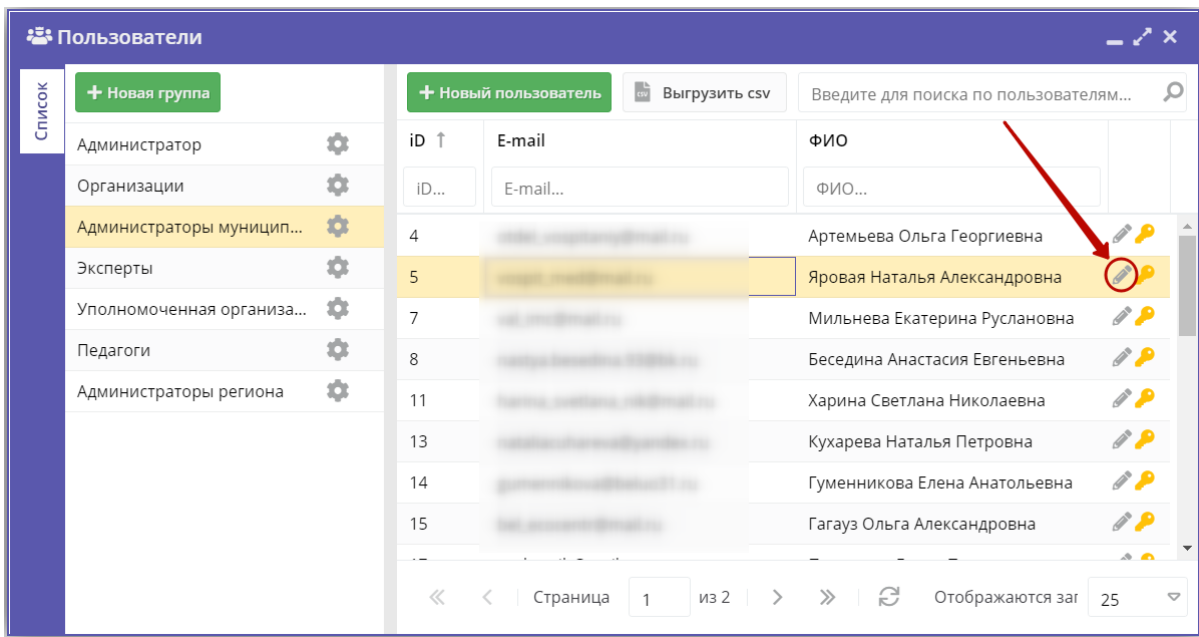 Пользователи
Список
+ Новая группа
Администратор
Организации
Администраторы муницип...
Эксперты
Уполномоченная организа...
Педагоги
Администраторы региона
+ Новый пользователь
Выгрузить csv
Введите для поиска по пользователям...
iD ↑ E-mail ФИО
iD... E-mail... ФИО...
4 Артемьева Ольга Георгиевна
5 Яровая Наталья Александровна
7 Мильнева Екатерина Руслановна
8 Беседина Анастасия Евгеньевна
11 Харина Светлана Николаевна
13 Кухарева Наталья Петровна
14 Гуменникова Елена Анатольевна
15 Гагауз Ольга Александровна
Страница 1 из 2 Отображаются заг 25